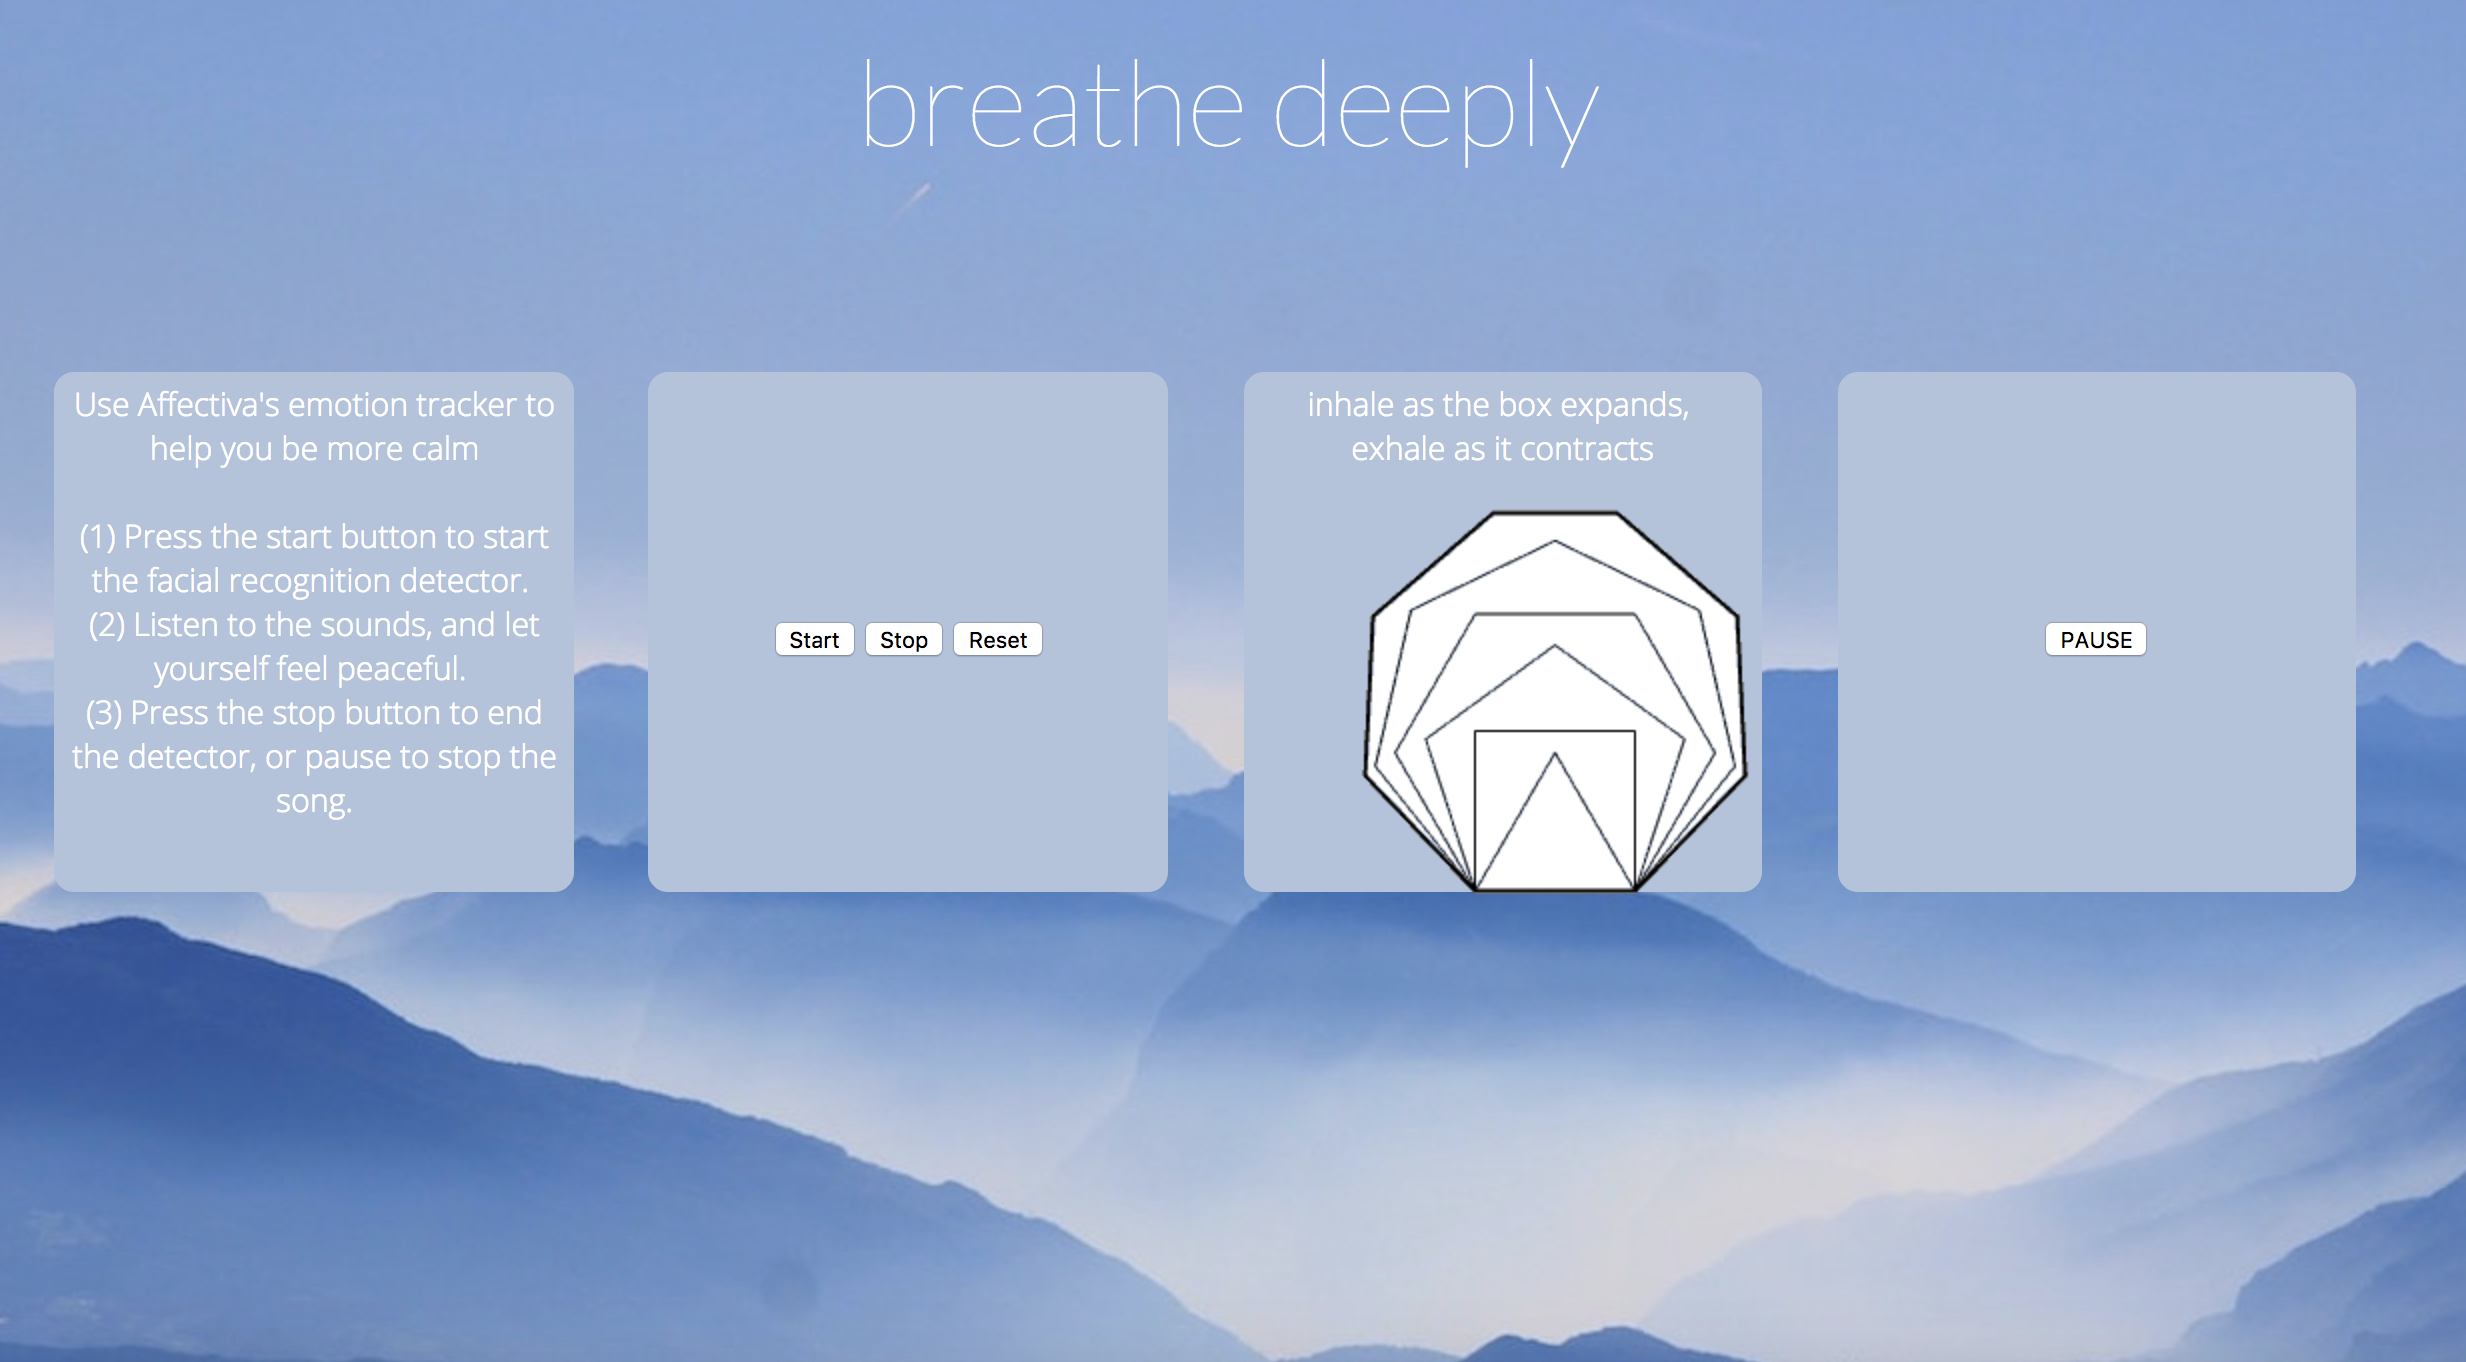 breathe deeply
Use Affectiva's emotion tracker to
help you be more calm
(1) Press the start button to start
the facial recognition detector.
(2) Listen to the sounds, and let
yourself feel peaceful.
(3) Press the stop button to end
the detector, or pause to stop the
song.
Start Stop Reset
inhale as the box expands,
exhale as it contracts
PAUSE